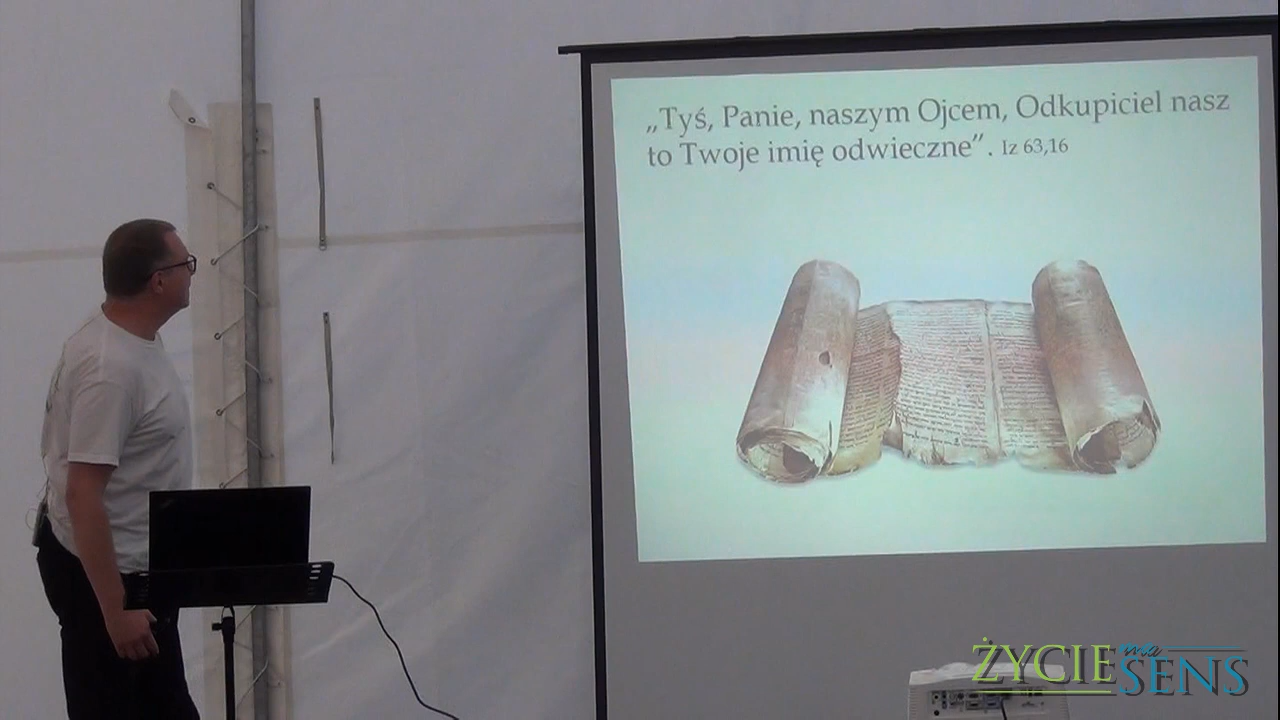 „Tyś, Panie, naszym Ojcem, Odkupiciel nasz
to Twoje imię odwieczne”. Iz 63,16
ŻYCIE ma SENS